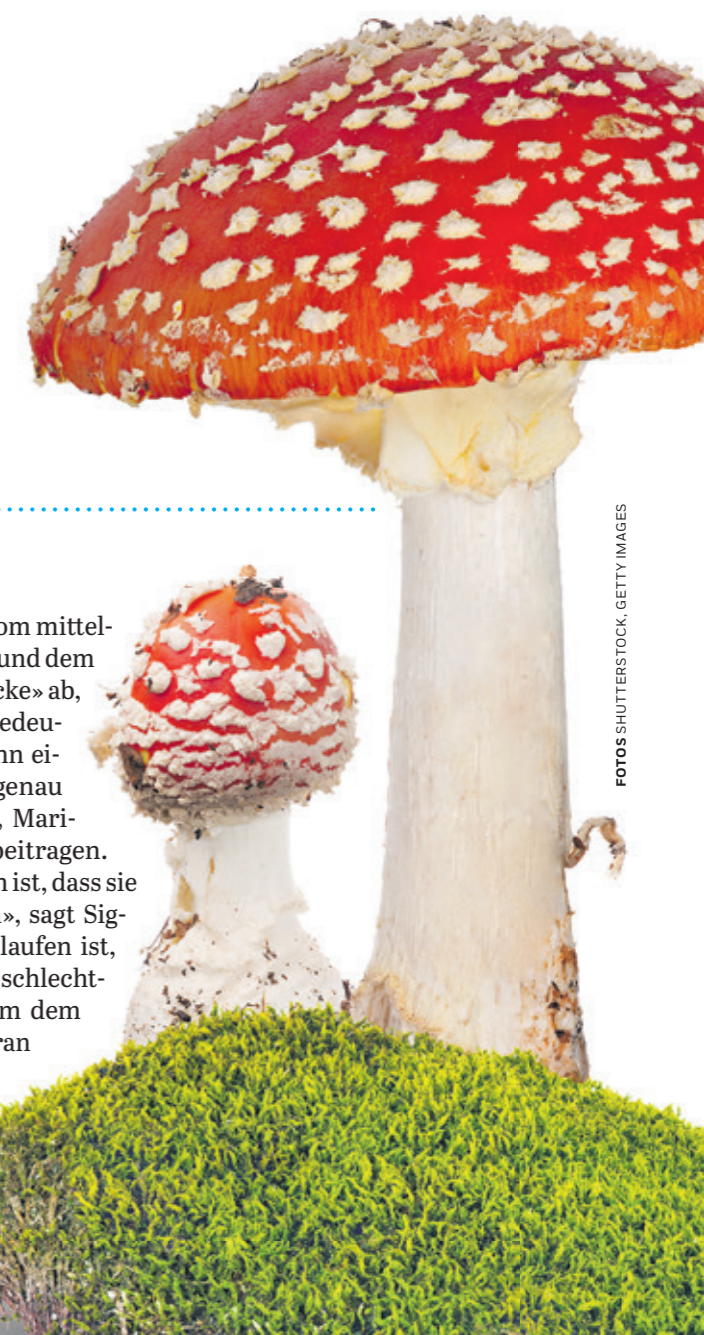 om mittel-
und dem
cke» ab,
edeu-
nn ei-
genau
, Mari-
beitragen.
n ist, dass sie
n», sagt Sig-
laufen ist,
schlecht-
m dem
ran
FOTOS SHUTTERSTOCK, GETTY IMAGES